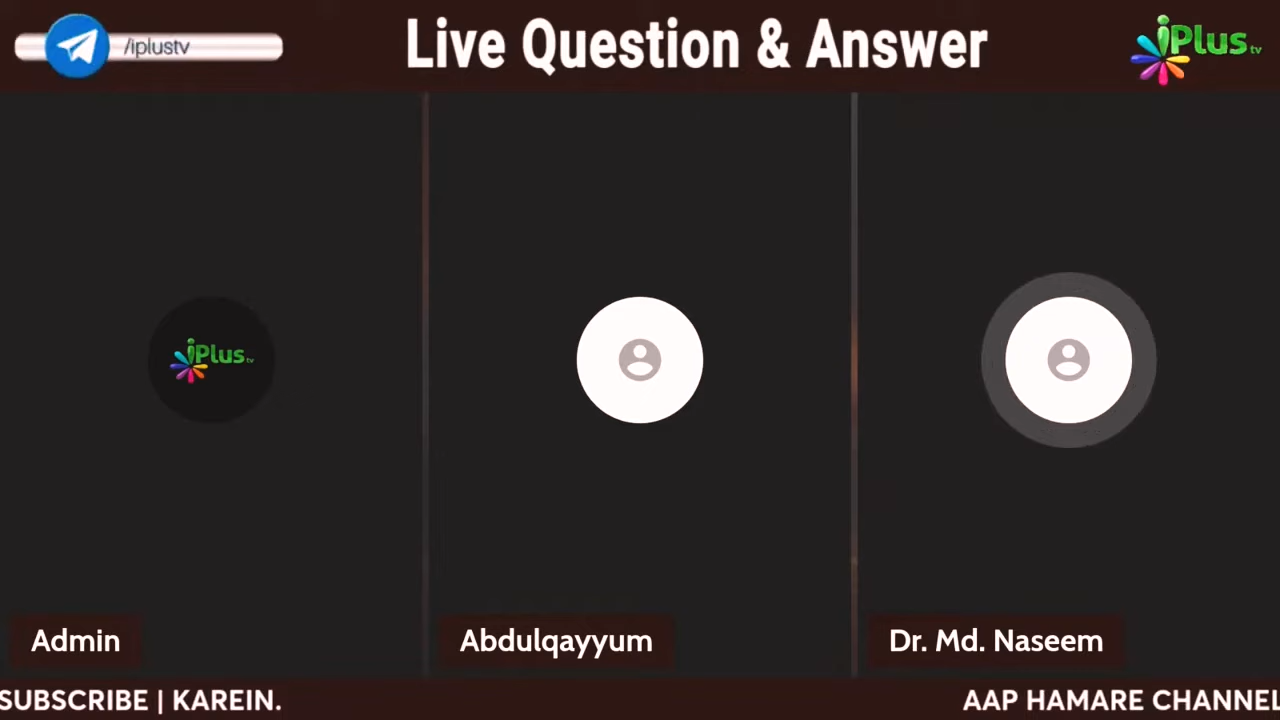 /iplustv
Live Question & Answer
iPlus tv
iPlus tv
Admin
Abdulqayyum
Dr. Md. Naseem
SUBSCRIBE | KAREIN.
AAP HAMARE CHANNEL